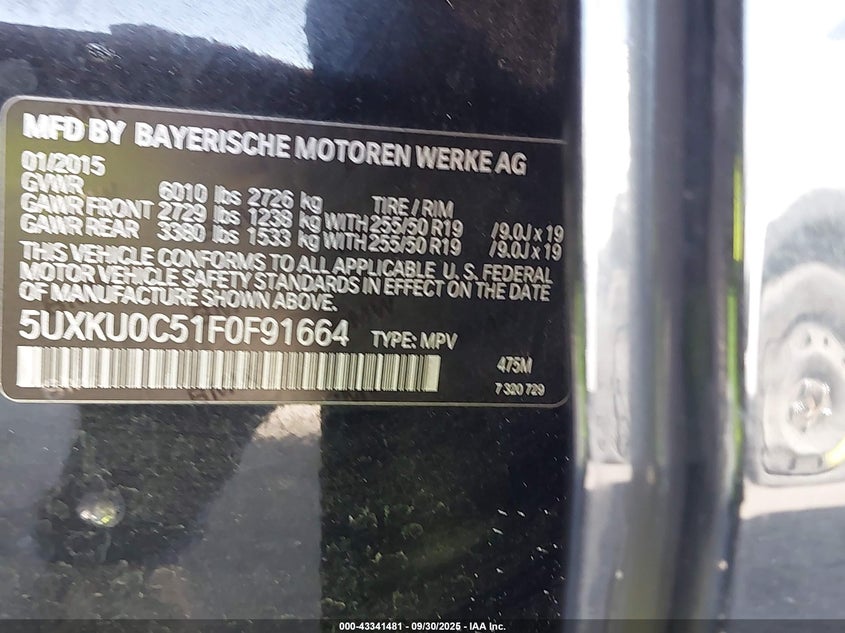 MFD BY BAYERISCHE MOTOREN WERKE AG
01/2015
GVWR 6010 lbs 2726 kg TIRE / RIM
GAWR FRONT 2729 lbs 1238 kg WITH 255/50 R19 /9.0J x 19
GAWR REAR 3380 lbs 1533 kg WITH 255/50 R19 /9.0J x 19
THIS VEHICLE CONFORMS TO ALL APPLICABLE U. S. FEDERAL
MOTOR VEHICLE SAFETY STANDARDS IN EFFECT ON THE DATE
OF MANUFACTURE SHOWN ABOVE.
5UXKU0C51F0F91664 TYPE: MPV
475M
7 320 729
000-43341481 - 09/30/2025 - IAA Inc.